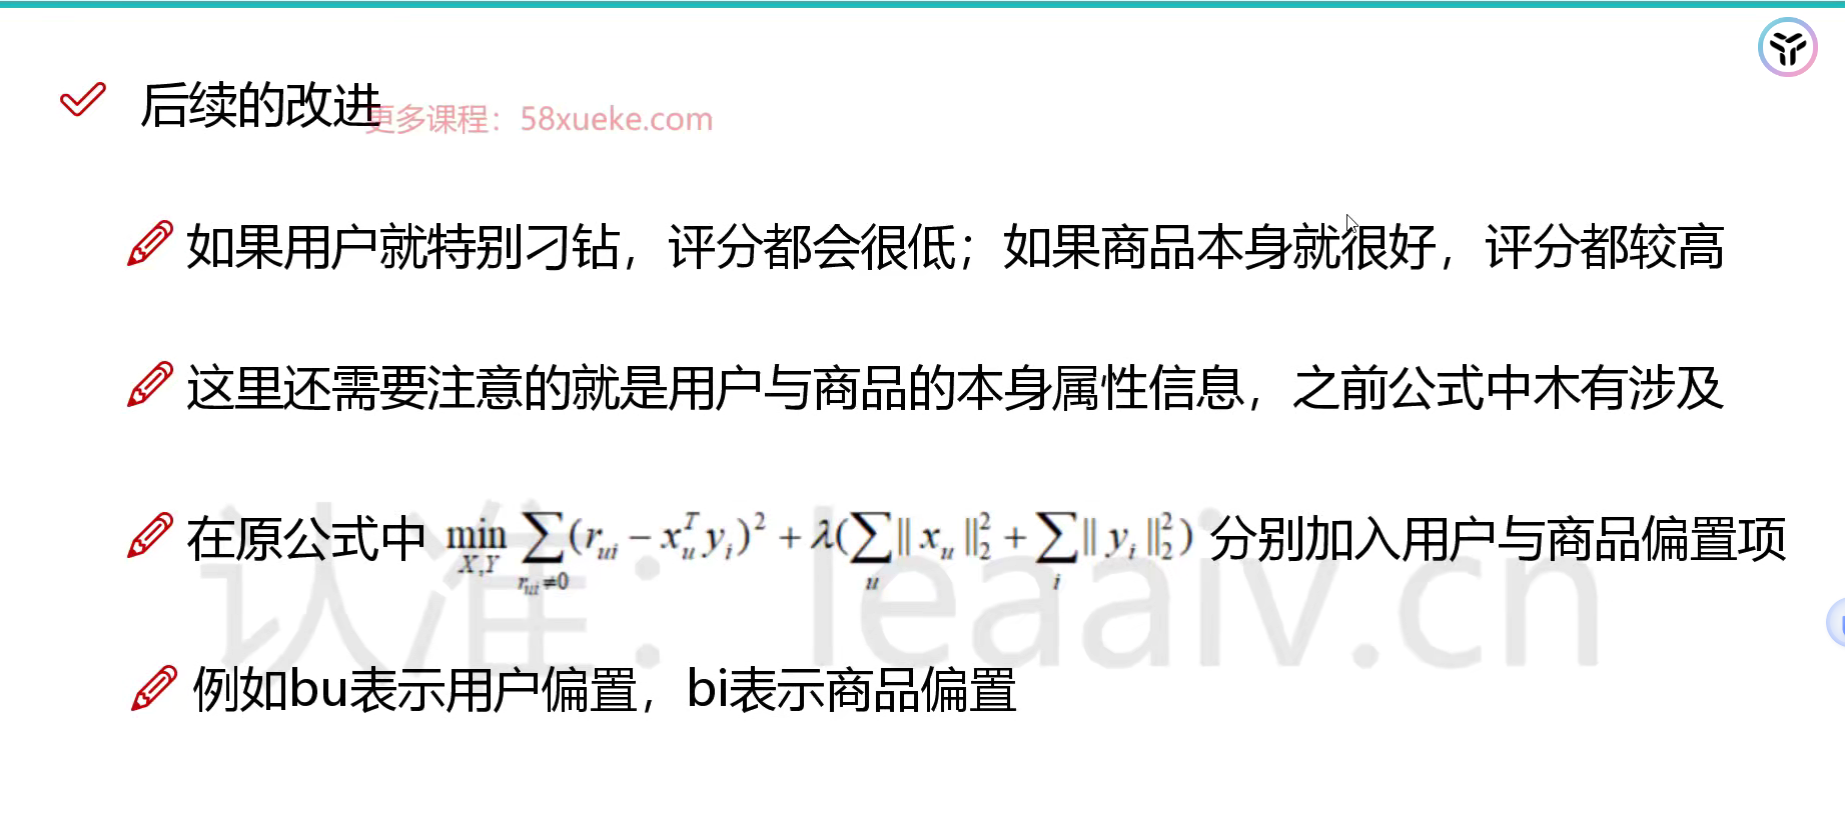 后续的改进
更多课程：58xueke.com
如果用户就特别刁钻，评分都会很低；如果商品本身就很好，评分都较高
这里还需要注意的就是用户与商品的本身属性信息，之前公式中木有涉及
在原公式中 min_{X,Y} ∑_{r_{ui}≠0} (r_{ui} − x_u^T y_i)^2 + λ(∑_u || x_u ||_2^2 + ∑_i || y_i ||_2^2) 分别加入用户与商品偏置项
认准：leaaiv.cn
例如bu表示用户偏置，bi表示商品偏置